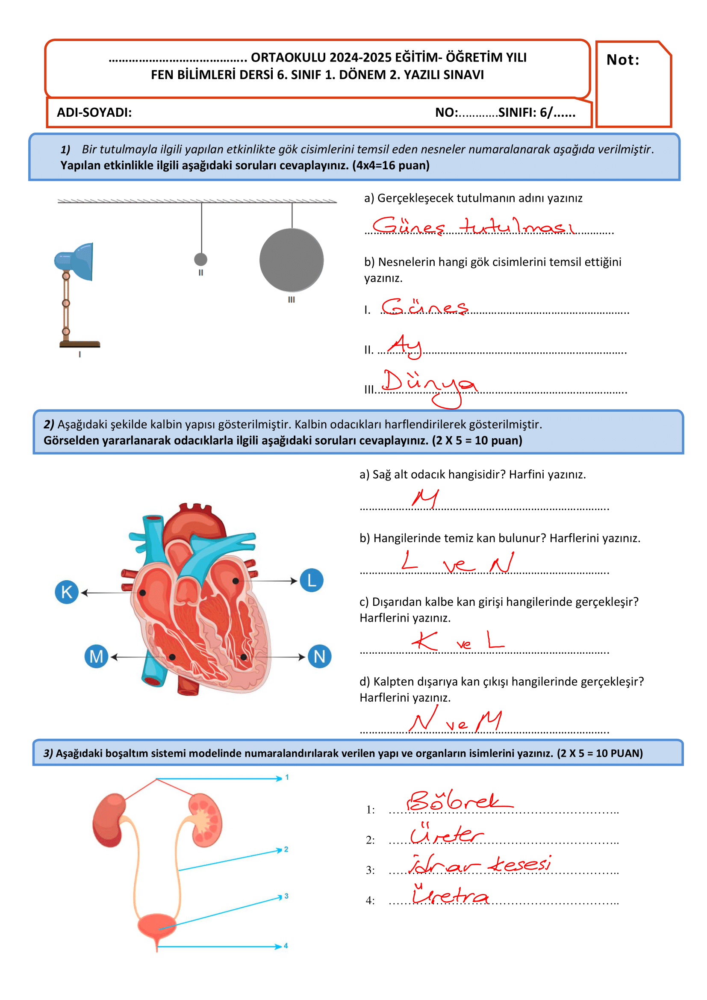 ………………………………….. ORTAOKULU 2024-2025 EĞİTİM- ÖĞRETİM YILI
FEN BİLİMLERİ DERSİ 6. SINIF 1. DÖNEM 2. YAZILI SINAVI
Not:
ADI-SOYADI: NO:............SINIFI: 6/......
1) Bir tutulmayla ilgili yapılan etkinlikte gök cisimlerini temsil eden nesneler numaralanarak aşağıda verilmiştir.
Yapılan etkinlikle ilgili aşağıdaki soruları cevaplayınız. (4x4=16 puan)
I
II
III
a) Gerçekleşecek tutulmanın adını yazınız
Güneş tutulması
b) Nesnelerin hangi gök cisimlerini temsil ettiğini
yazınız.
I. Güneş
II. Ay
III. Dünya
2) Aşağıdaki şekilde kalbin yapısı gösterilmiştir. Kalbin odacıkları harflendirilerek gösterilmiştir.
Görselden yararlanarak odacıklarla ilgili aşağıdaki soruları cevaplayınız. (2 X 5 = 10 puan)
K
L
M
N
a) Sağ alt odacık hangisidir? Harfini yazınız.
M
b) Hangilerinde temiz kan bulunur? Harflerini yazınız.
L ve N
c) Dışarıdan kalbe kan girişi hangilerinde gerçekleşir?
Harflerini yazınız.
K ve L
d) Kalpten dışarıya kan çıkışı hangilerinde gerçekleşir?
Harflerini yazınız.
N ve M
3) Aşağıdaki boşaltım sistemi modelinde numaralandırılarak verilen yapı ve organların isimlerini yazınız. (2 X 5 = 10 PUAN)
1
2
3
4
1: Böbrek
2: Üreter
3: İdrar kesesi
4: Üretra